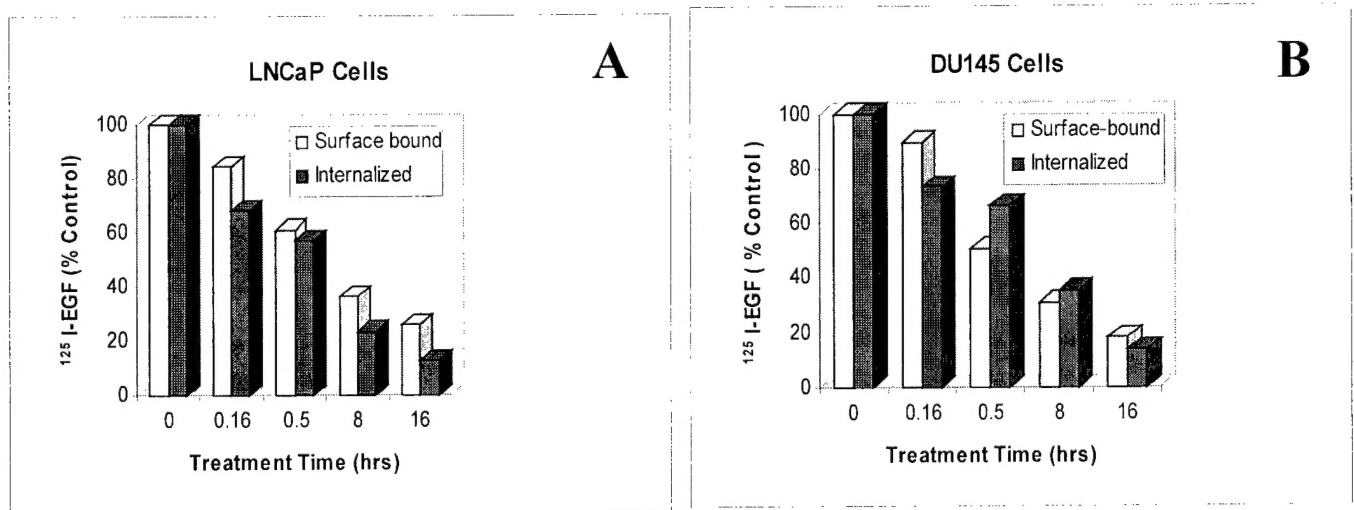 A
LNCaP Cells
Surface bound
Internalized
100
80
60
40
20
0
¹²⁵ I-EGF (% Control)
0 0.16 0.5 8 16
Treatment Time (hrs)
B
DU145 Cells
Surface-bound
Internalized
100
80
60
40
20
0
¹²⁵ I-EGF ( % Control )
0 0.16 0.5 8 16
Treatment Time (hrs)